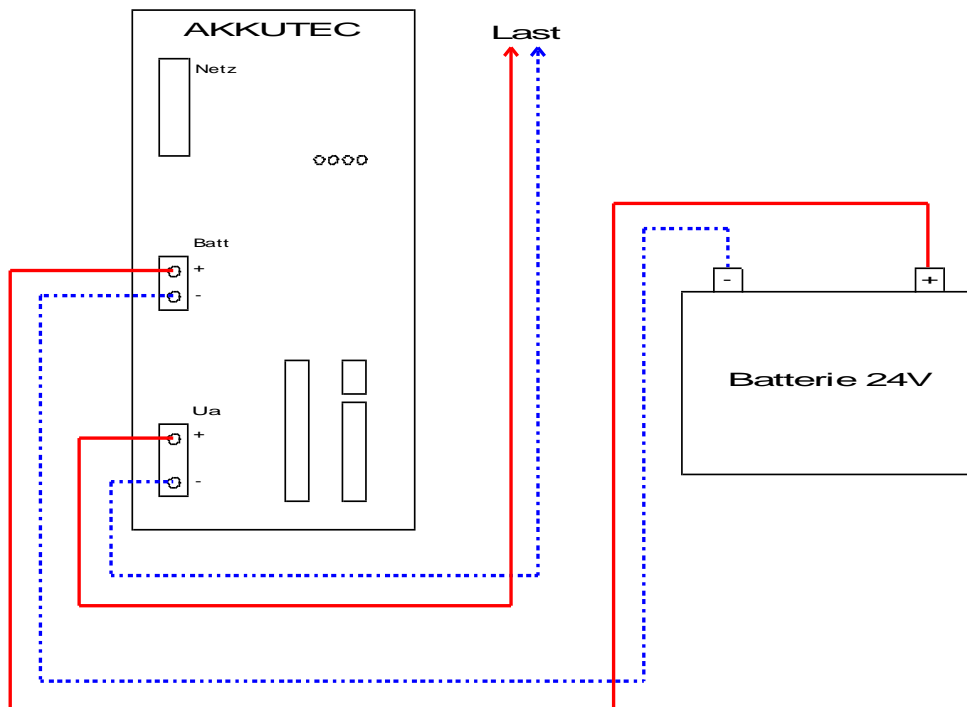 AKKUTEC
Last
Netz
Batt
+
-
- +
Batterie 24V
Ua
+
-